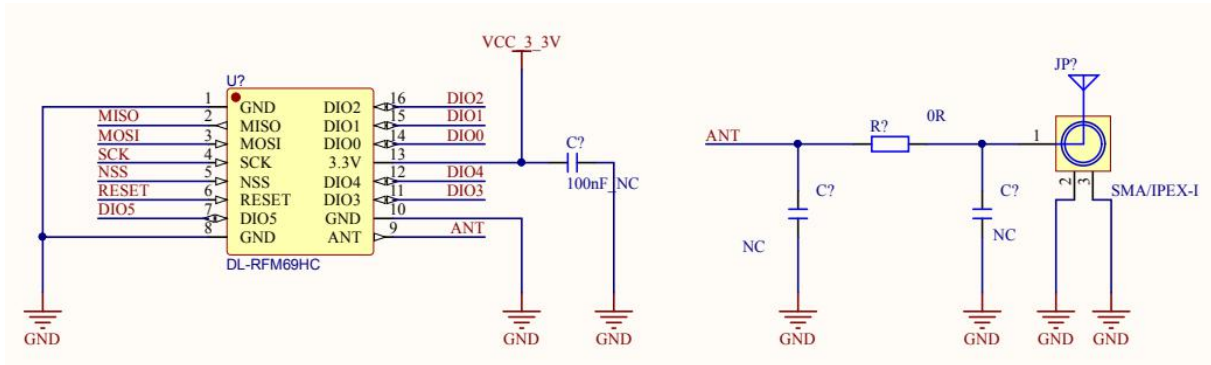 VCC_3_3V
U?
1 GND DIO2 16 DIO2
MISO 2 MISO DIO1 15 DIO1
MOSI 3 MOSI DIO0 14 DIO0
SCK 4 SCK 3.3V 13
NSS 5 NSS DIO4 12 DIO4
RESET 6 RESET DIO3 11 DIO3
DIO5 7 DIO5 GND 10
8 GND ANT 9 ANT
DL-RFM69HC
C?
100nF_NC
GND
GND
GND
JP?
ANT
R?
0R
1
C?
NC
C?
NC
2
3
SMA/IPEX-I
GND
GND
GND
GND